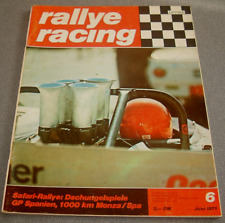 rallye
racing
Safari-Rallye: Dschungelspiele
GP Spanien, 1000 km Monza/Spa
6